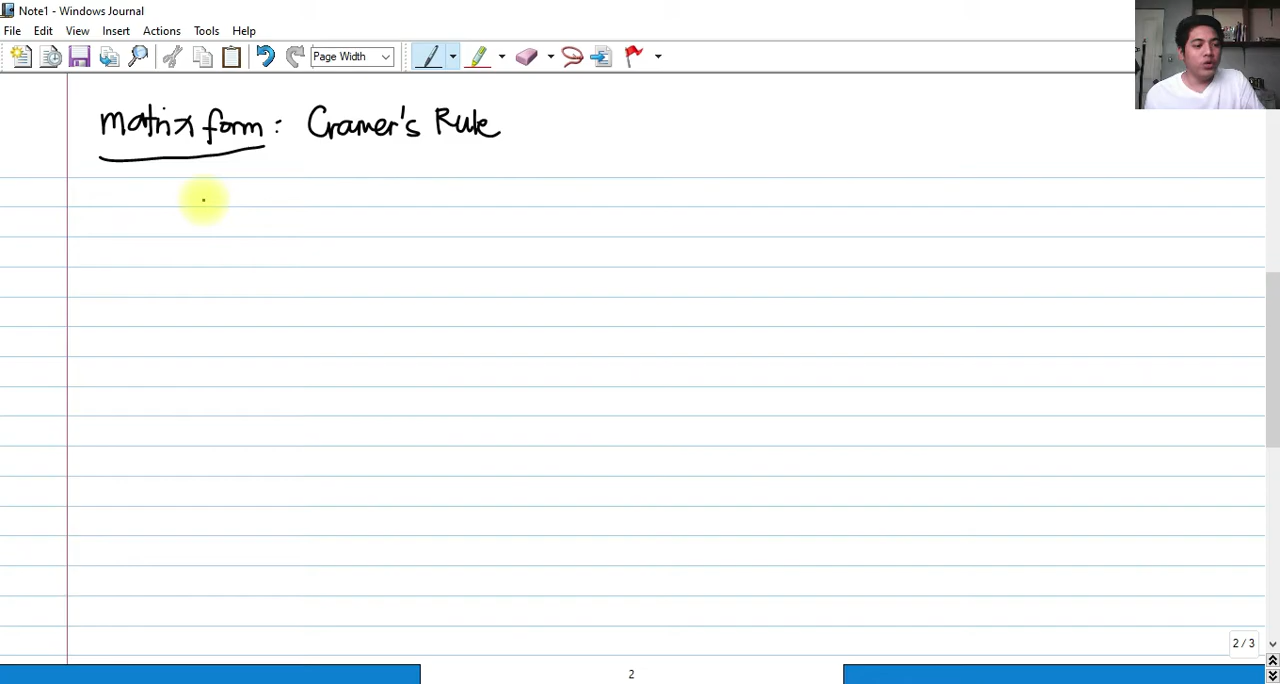 Note1 - Windows Journal
File Edit View Insert Actions Tools Help
Page Width
Matrix form: Cramer's Rule
2 / 3
2